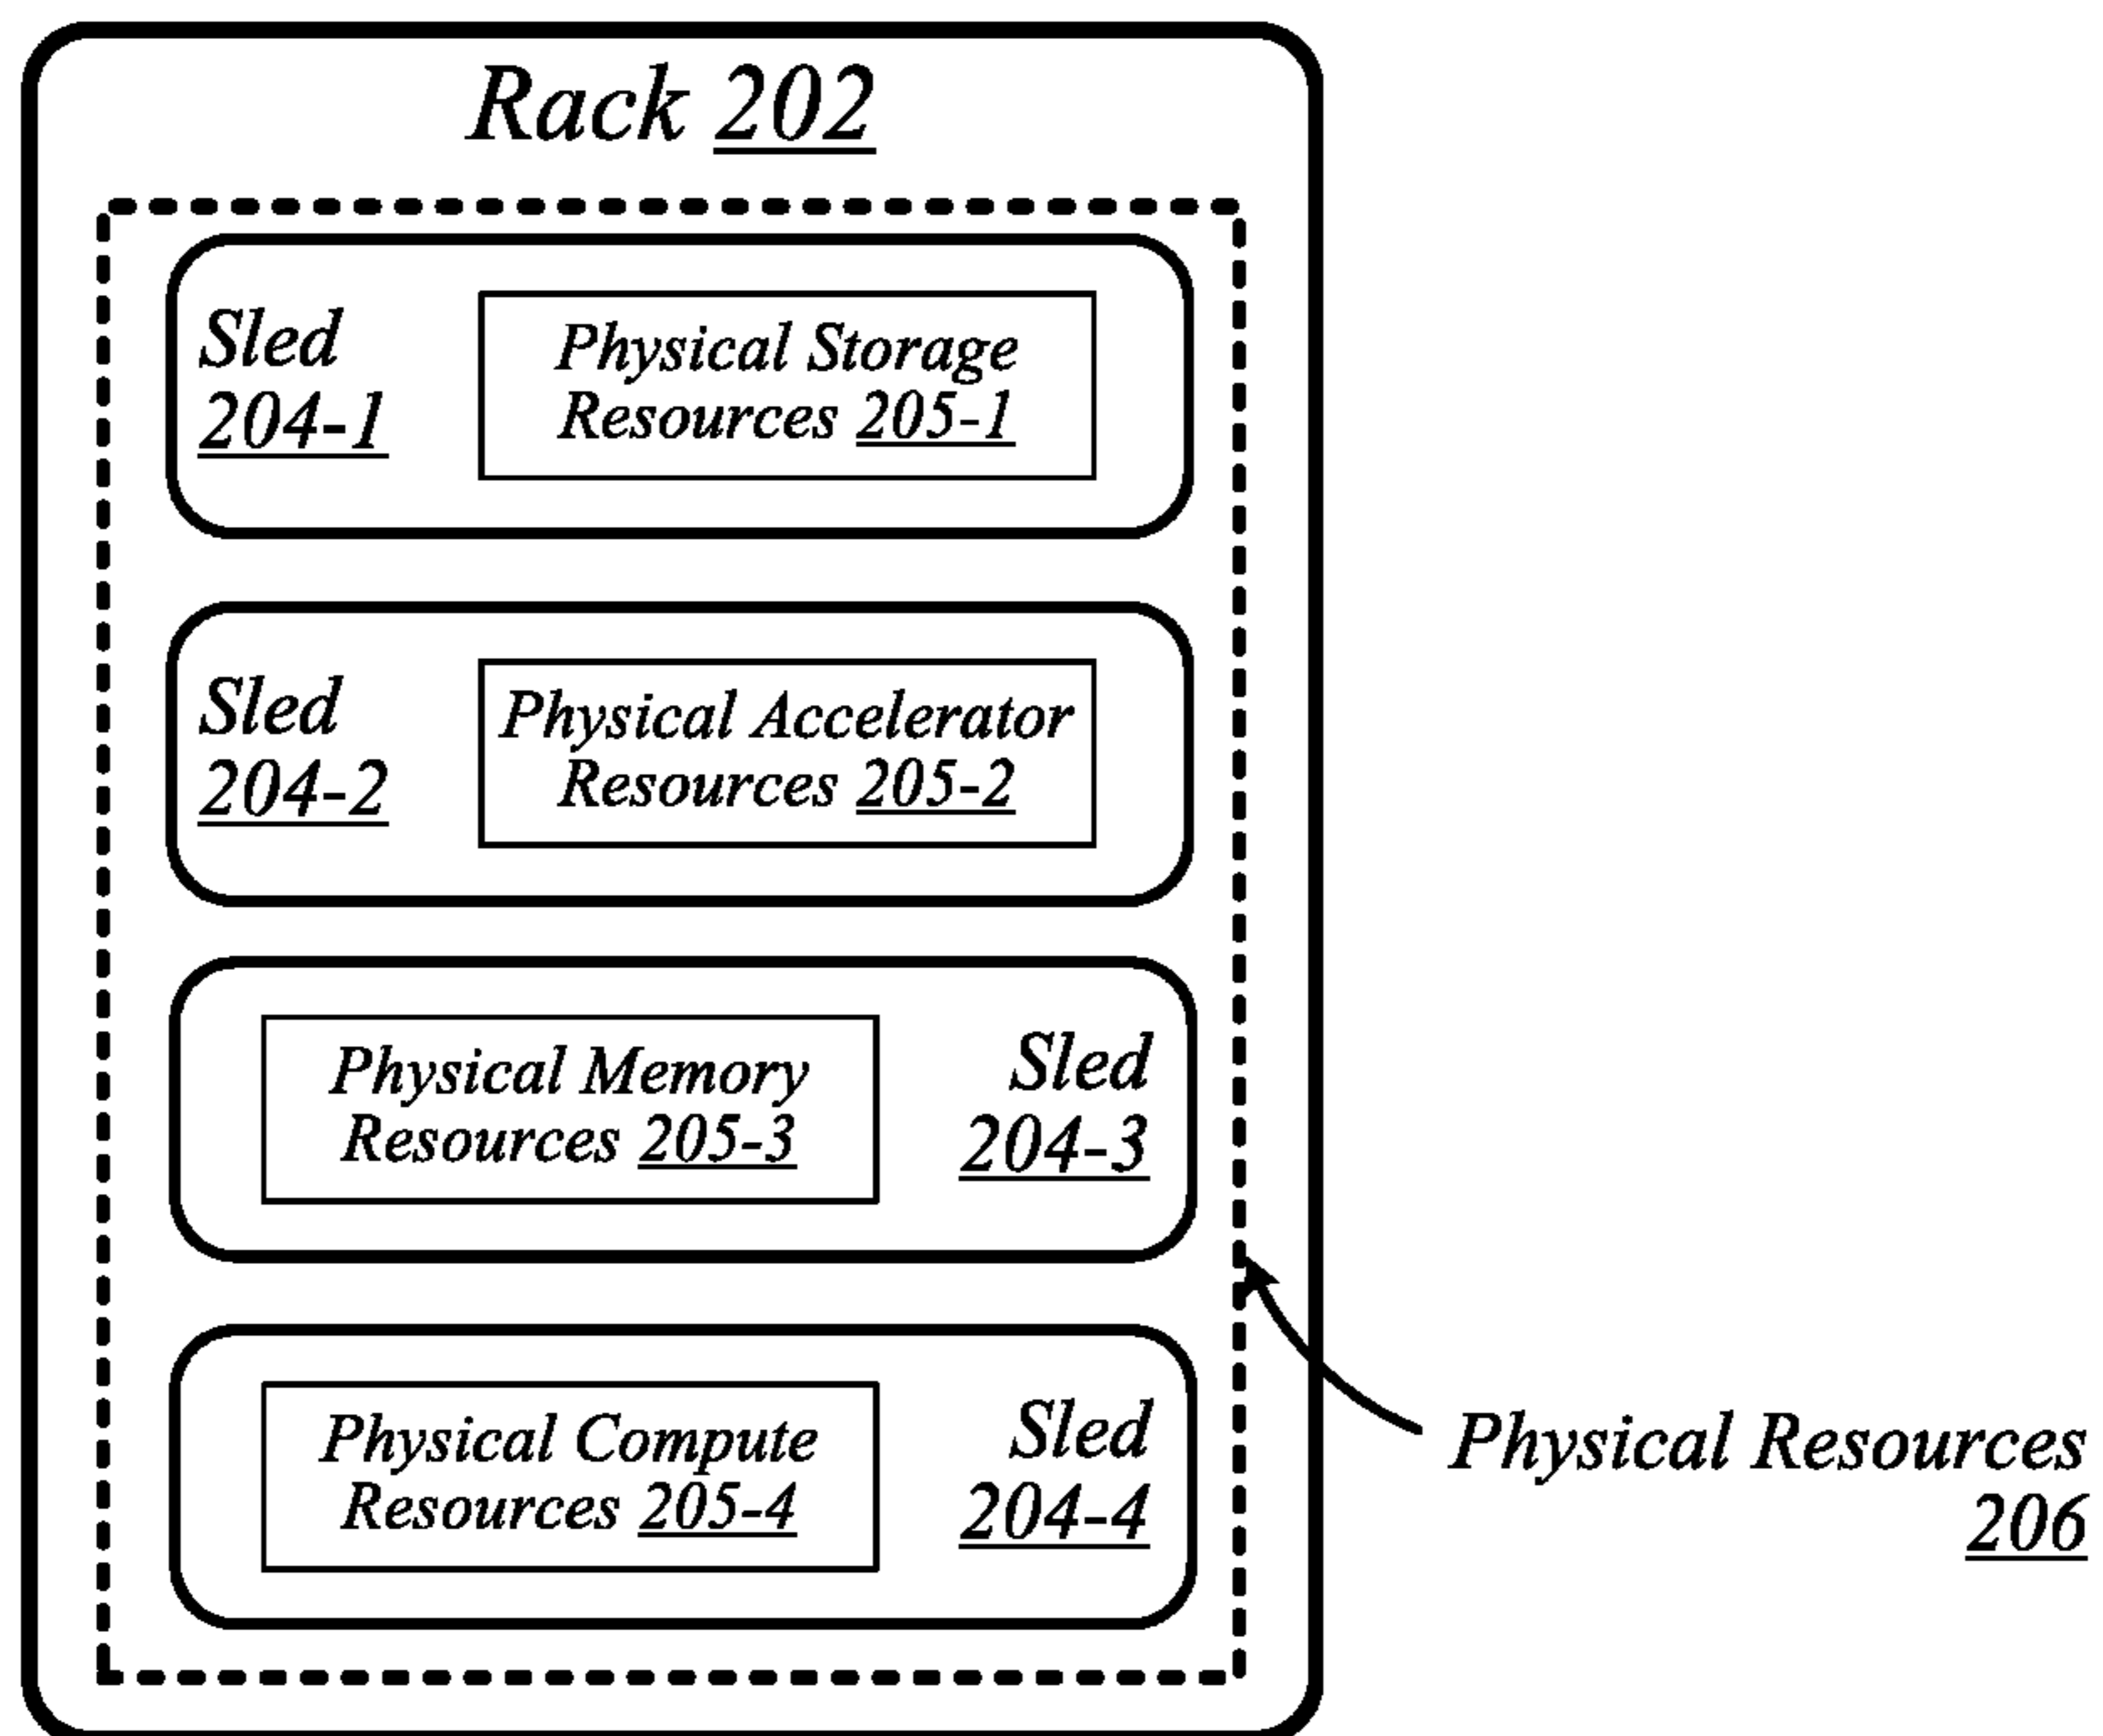 Rack 202
Sled
204-1
Physical Storage
Resources 205-1
Sled
204-2
Physical Accelerator
Resources 205-2
Physical Memory
Resources 205-3
Sled
204-3
Physical Compute
Resources 205-4
Sled
204-4
Physical Resources
206